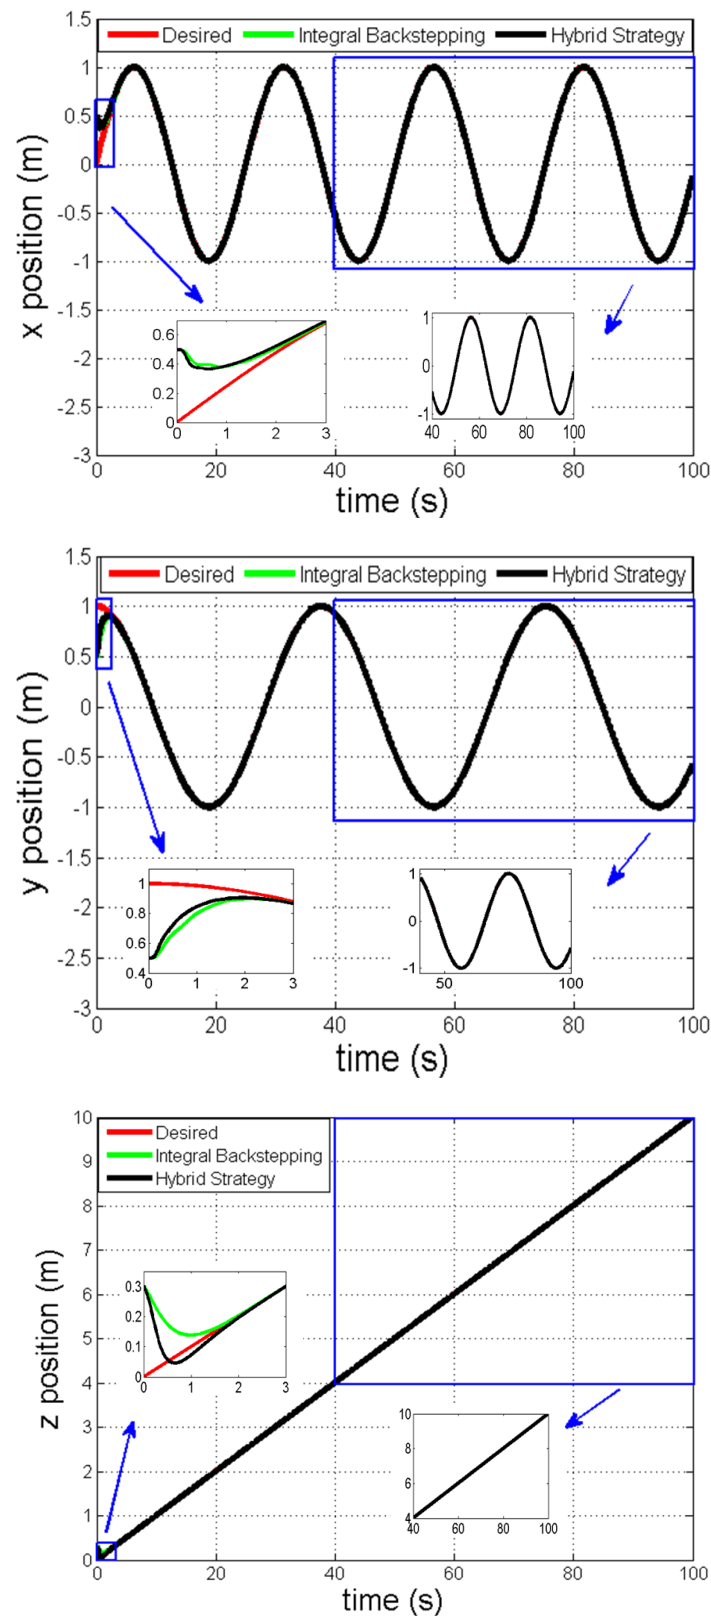 1.5
Desired Integral Backstepping Hybrid Strategy
1
0.5
0
-0.5
-1
-1.5
-2
-2.5
-3
x position (m)
0.6
0.4
0.2
0
0 1 2 3
1
0
-1
40 60 80 100
0 20 40 60 80 100
time (s)
1.5
Desired Integral Backstepping Hybrid Strategy
1
0.5
0
-0.5
-1
-1.5
-2
-2.5
-3
y position (m)
1
0.8
0.6
0.4
0 1 2 3
1
0
-1
50 100
0 20 40 60 80 100
time (s)
10
9
8
7
6
5
4
3
2
1
0
z position (m)
Desired
Integral Backstepping
Hybrid Strategy
0.3
0.2
0.1
0
0 1 2 3
10
8
6
4
40 60 80 100
0 20 40 60 80 100
time (s)